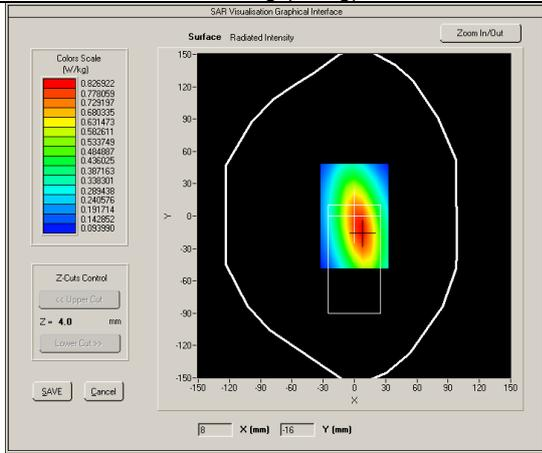 SAR Visualisation Graphical Interface
Surface Radiated Intensity
Zoom In/Out
Colors Scale
(W/kg)
0.826922
0.778059
0.729197
0.680335
0.631473
0.582611
0.533749
0.484887
0.436025
0.387163
0.338301
0.289438
0.240576
0.191714
0.142852
0.093990
Z-Cuts Control
<< Upper Cut
Z = 4.0 mm
Lower Cut >>
SAVE Cancel
150
120
90
60
30
0
-30
-60
-90
-120
-150
Y
-150 -120 -90 -60 -30 0 30 60 90 120 150
X
8 X (mm) -16 Y (mm)